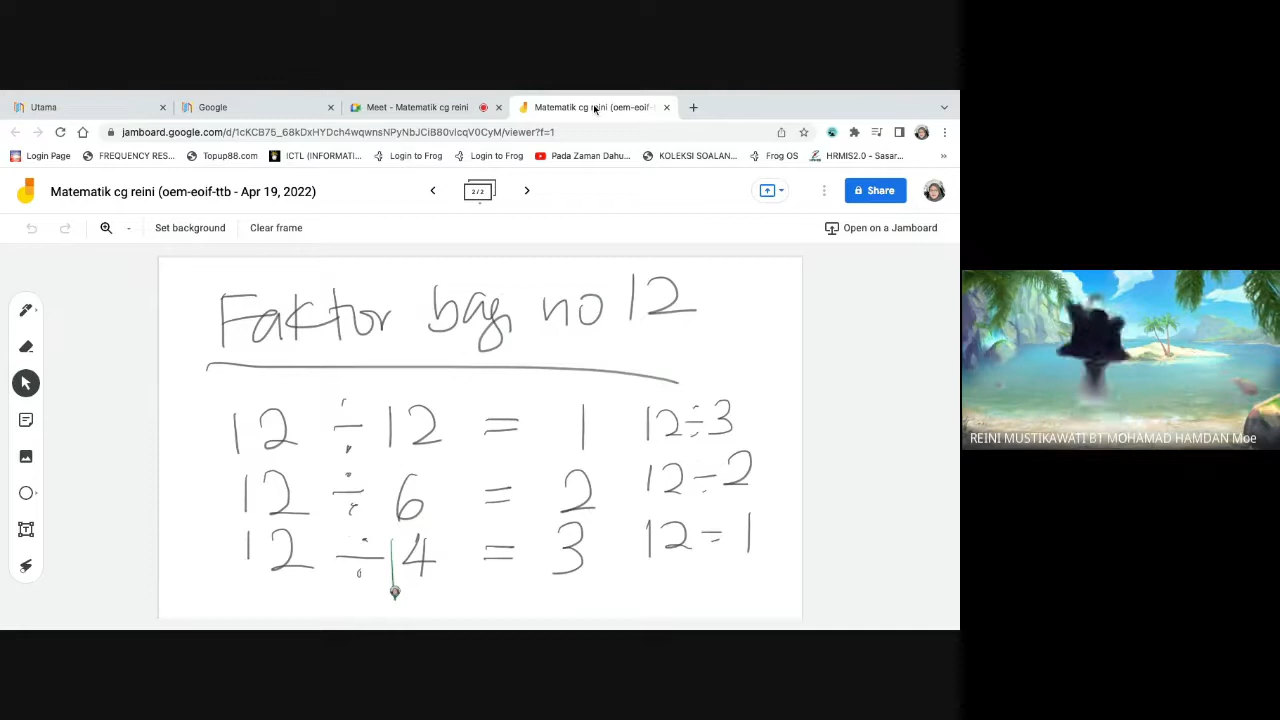 Utama
Google
Meet - Matematik cg reini
Matematik cg reini (oem-eoif-
jamboard.google.com/d/1cKCB75_68kDxHYDch4wqwnsNPyNbJCiB80vlcqV0CyM/viewer?f=1
Login Page
FREQUENCY RES...
Topup88.com
ICTL (INFORMATI...
Login to Frog
Login to Frog
Pada Zaman Dahu...
KOLEKSI SOALAN...
Frog OS
HRMIS2.0 - Sasar...
Matematik cg reini (oem-eoif-ttb - Apr 19, 2022)
2/2
Share
Set background
Clear frame
Open on a Jamboard
Faktor bagi no 12
12 ÷ 12 = 1 12÷3
12 ÷ 6 = 2 12÷2
12 ÷ 4 = 3 12÷1
REINI MUSTIKAWATI BT MOHAMAD HAMDAN Moe